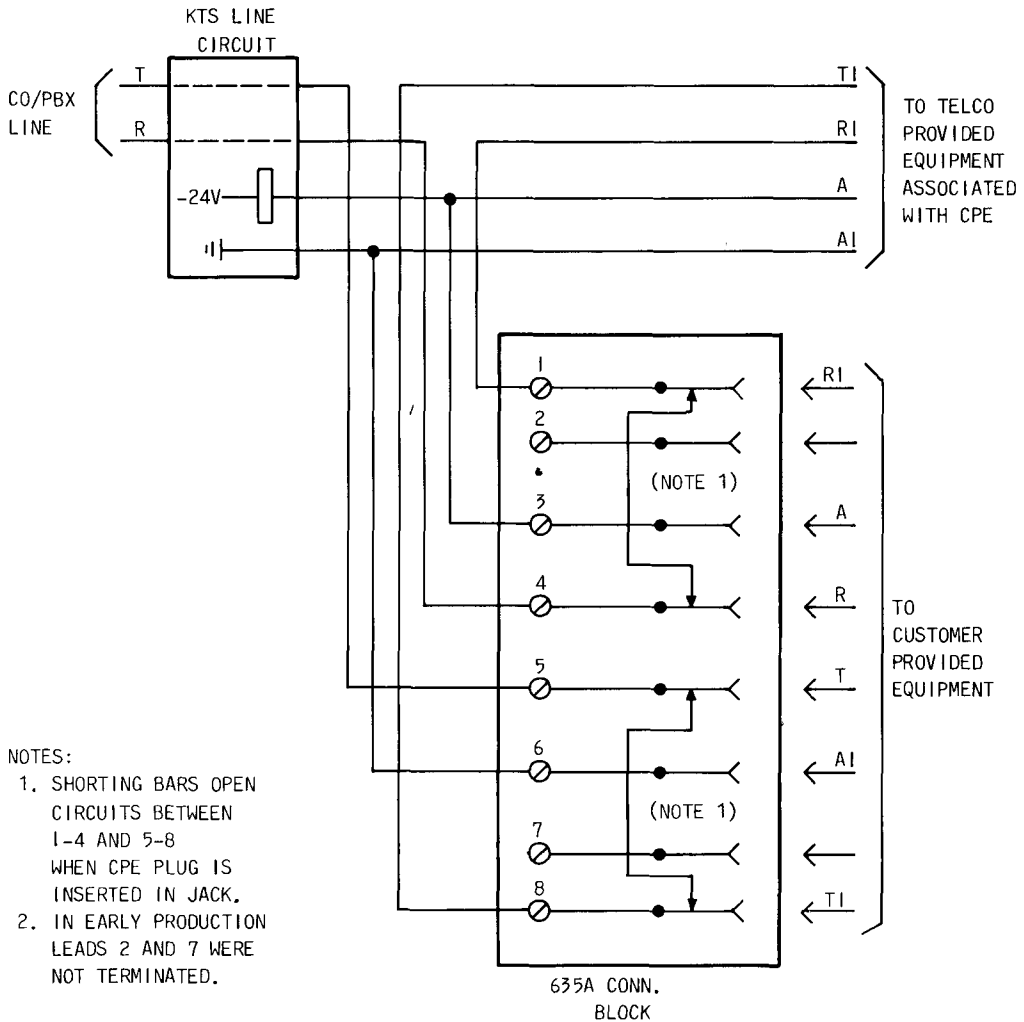 KTS LINE
CIRCUIT
CO/PBX
LINE
T
R
-24V
T1
R1
A
A1
TO TELCO
PROVIDED
EQUIPMENT
ASSOCIATED
WITH CPE
1
2
(NOTE 1)
3
4
5
6
(NOTE 1)
7
8
R1
A
R
T
A1
T1
TO
CUSTOMER
PROVIDED
EQUIPMENT
635A CONN.
BLOCK
NOTES:
1. SHORTING BARS OPEN
CIRCUITS BETWEEN
1-4 AND 5-8
WHEN CPE PLUG IS
INSERTED IN JACK.
2. IN EARLY PRODUCTION
LEADS 2 AND 7 WERE
NOT TERMINATED.